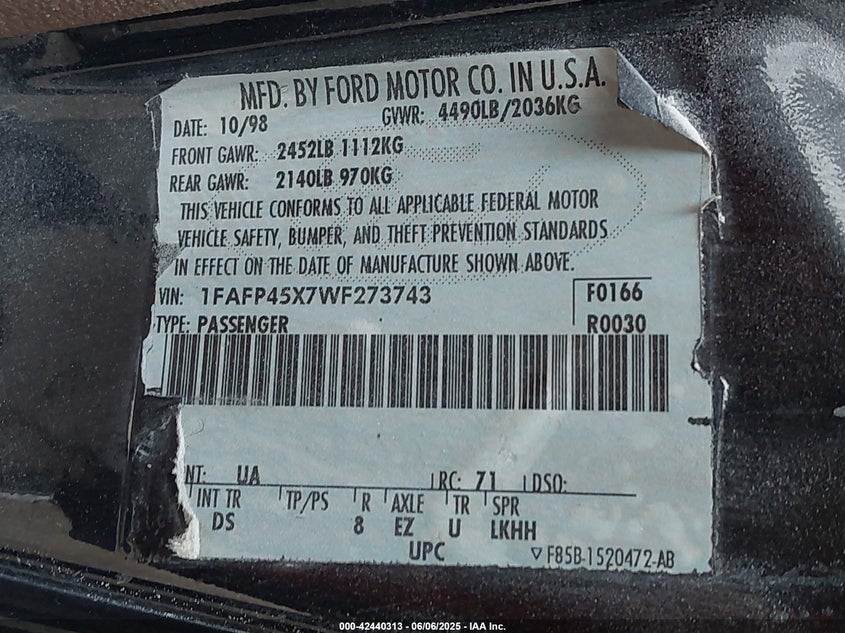 MFD. BY FORD MOTOR CO. IN U.S.A.
DATE: 10/98 GVWR: 4490LB/2036KG
FRONT GAWR: 2452LB 1112KG
REAR GAWR: 2140LB 970KG
THIS VEHICLE CONFORMS TO ALL APPLICABLE FEDERAL MOTOR
VEHICLE SAFETY, BUMPER, AND THEFT PREVENTION STANDARDS
IN EFFECT ON THE DATE OF MANUFACTURE SHOWN ABOVE.
VIN: 1FAFP45X7WF273743 F0166
TYPE: PASSENGER R0030
NT: UA RC: 71 DSO:
INT TR TP/PS R AXLE TR SPR
DS 8 EZ U LKHH
UPC ▽ F85B-1520472-AB
000-42440313 - 06/06/2025 - IAA Inc.